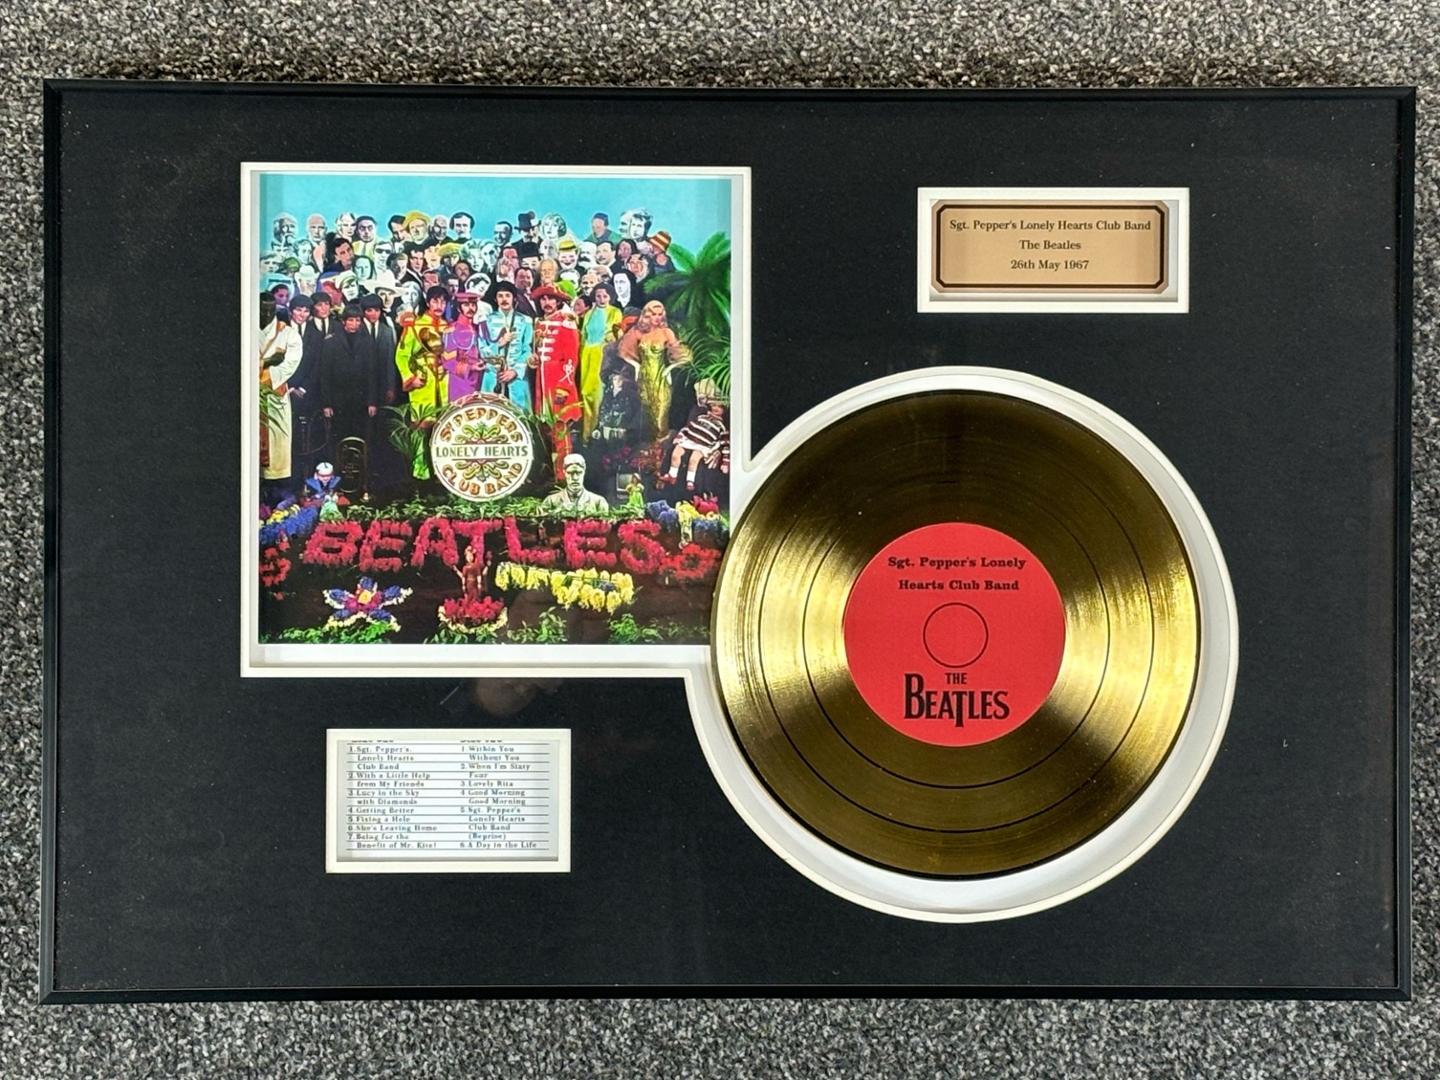 Sgt. Pepper's Lonely Hearts Club Band
The Beatles
26th May 1967
SGT. PEPPERS
LONELY HEARTS
CLUB BAND
BEATLES
Sgt. Pepper's Lonely
Hearts Club Band
THE
BEATLES
1.Sgt. Pepper's
Lonely Hearts
Club Band
2.With a Little Help
from My Friends
3.Lucy in the Sky
with Diamonds
4.Getting Better
5.Fixing a Hole
6.She's Leaving Home
7.Being for the
Benefit of Mr. Kite!
1.Within You
Without You
2.When I'm Sixty
Four
3.Lovely Rita
4.Good Morning
Good Morning
5.Sgt. Pepper's
Lonely Hearts
Club Band
(Reprise)
6.A Day in the Life